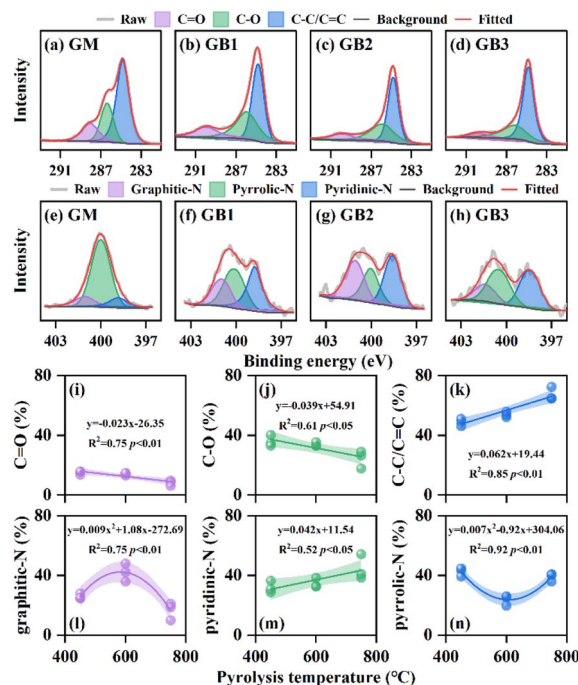 Raw C=O C-O C-C/C=C Background Fitted
(a) GM (b) GB1 (c) GB2 (d) GB3
Intensity
291 287 283 291 287 283 291 287 283 291 287 283
Raw Graphitic-N Pyrrolic-N Pyridinic-N Background Fitted
(e) GM (f) GB1 (g) GB2 (h) GB3
Intensity
403 400 397 403 400 397 403 400 397 403 400 397
Binding energy (eV)
80 80 80
(i) (j) (k)
y=-0.023x+26.35 y=-0.039x+54.91
R²=0.75 p<0.01 R²=0.61 p<0.05
C=O (%) C-O (%) C-C/C=C (%)
40 40 40
y=0.062x+19.44
R²=0.85 p<0.01
0 0 0
80 80 80
y=0.009x²+1.08x-272.69 y=0.042x+11.54 y=0.007x²-0.92x+304.06
R²=0.75 p<0.01 R²=0.52 p<0.05 R²=0.92 p<0.01
graphitic-N (%) pyridinic-N (%) pyrrolic-N (%)
40 40 40
(l) (m) (n)
0 0 0
400 600 800 400 600 800 400 600 800
Pyrolysis temperature (°C)